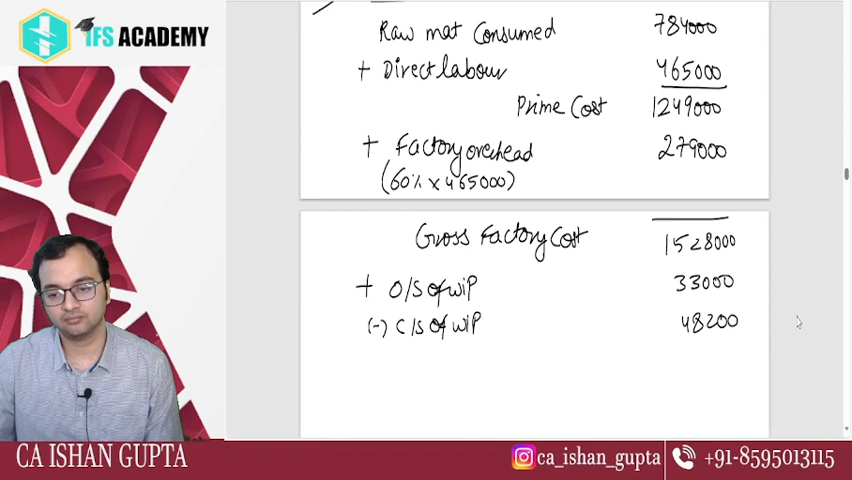 IFS ACADEMY
Raw mat Consumed 784000
+ Direct labour 465000
Prime Cost 1249000
+ Factory overhead 279000
(60% x 465000)
Gross Factory Cost 1528000
+ O/S of WIP 33000
(-) C/S of WIP 48200
CA ISHAN GUPTA
ca_ishan_gupta
+91-8595013115